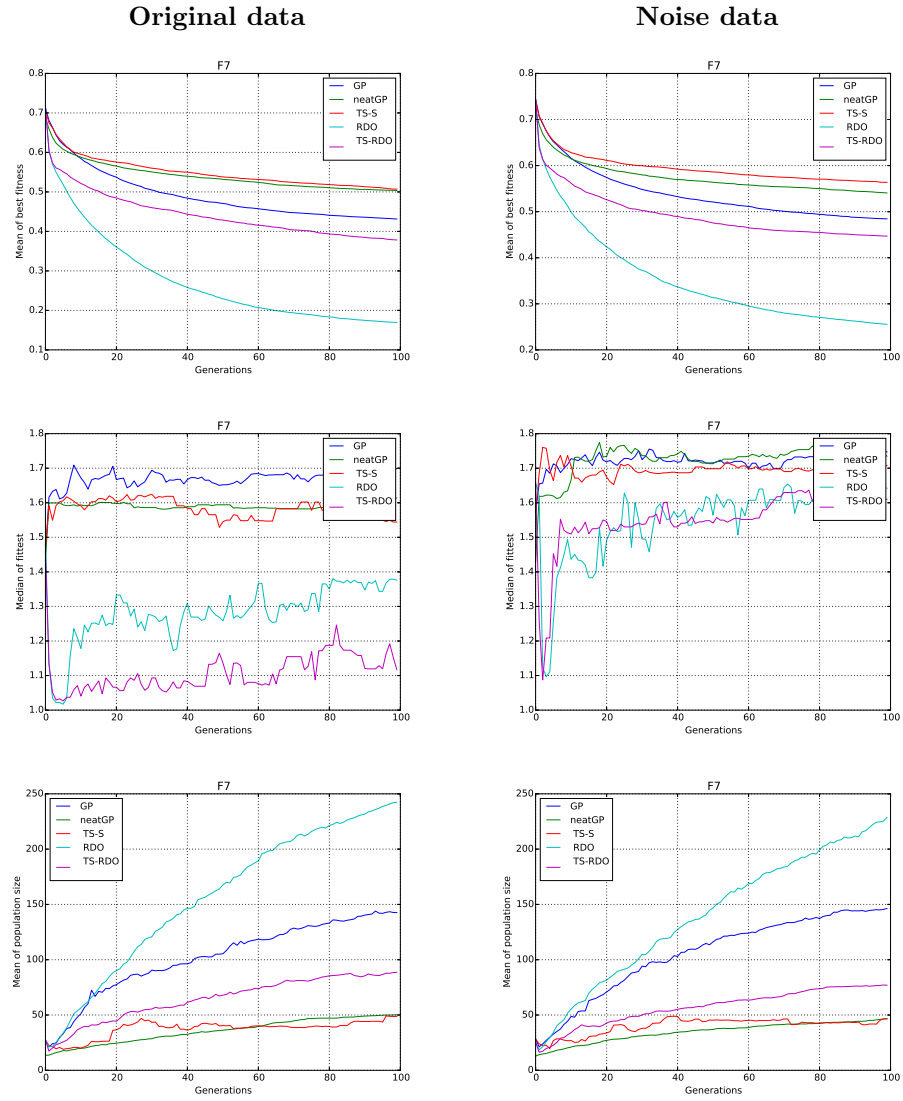 Original data
Noise data
F7
Mean of best fitness
0.8
0.7
0.6
0.5
0.4
0.3
0.2
0.1
0 20 40 60 80 100
Generations
GP
neatGP
TS-S
RDO
TS-RDO
F7
Mean of best fitness
0.8
0.7
0.6
0.5
0.4
0.3
0.2
0 20 40 60 80 100
Generations
GP
neatGP
TS-S
RDO
TS-RDO
F7
Median of fittest
1.8
1.7
1.6
1.5
1.4
1.3
1.2
1.1
1.0
0 20 40 60 80 100
Generations
GP
neatGP
TS-S
RDO
TS-RDO
F7
Median of fittest
1.8
1.7
1.6
1.5
1.4
1.3
1.2
1.1
1.0
0 20 40 60 80 100
Generations
GP
neatGP
TS-S
RDO
TS-RDO
F7
Mean of population size
250
200
150
100
50
0
0 20 40 60 80 100
Generations
GP
neatGP
TS-S
RDO
TS-RDO
F7
Mean of population size
250
200
150
100
50
0
0 20 40 60 80 100
Generations
GP
neatGP
TS-S
RDO
TS-RDO